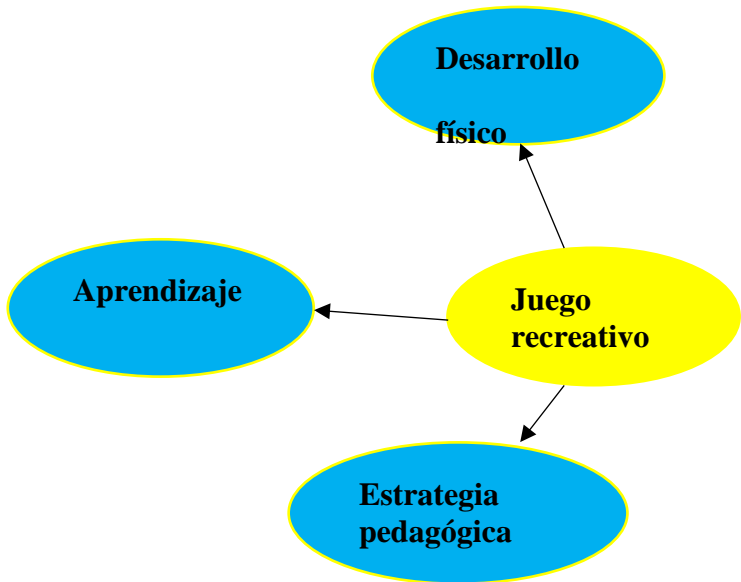 Desarrollo
físico
Aprendizaje
Juego
recreativo
Estrategia
pedagógica